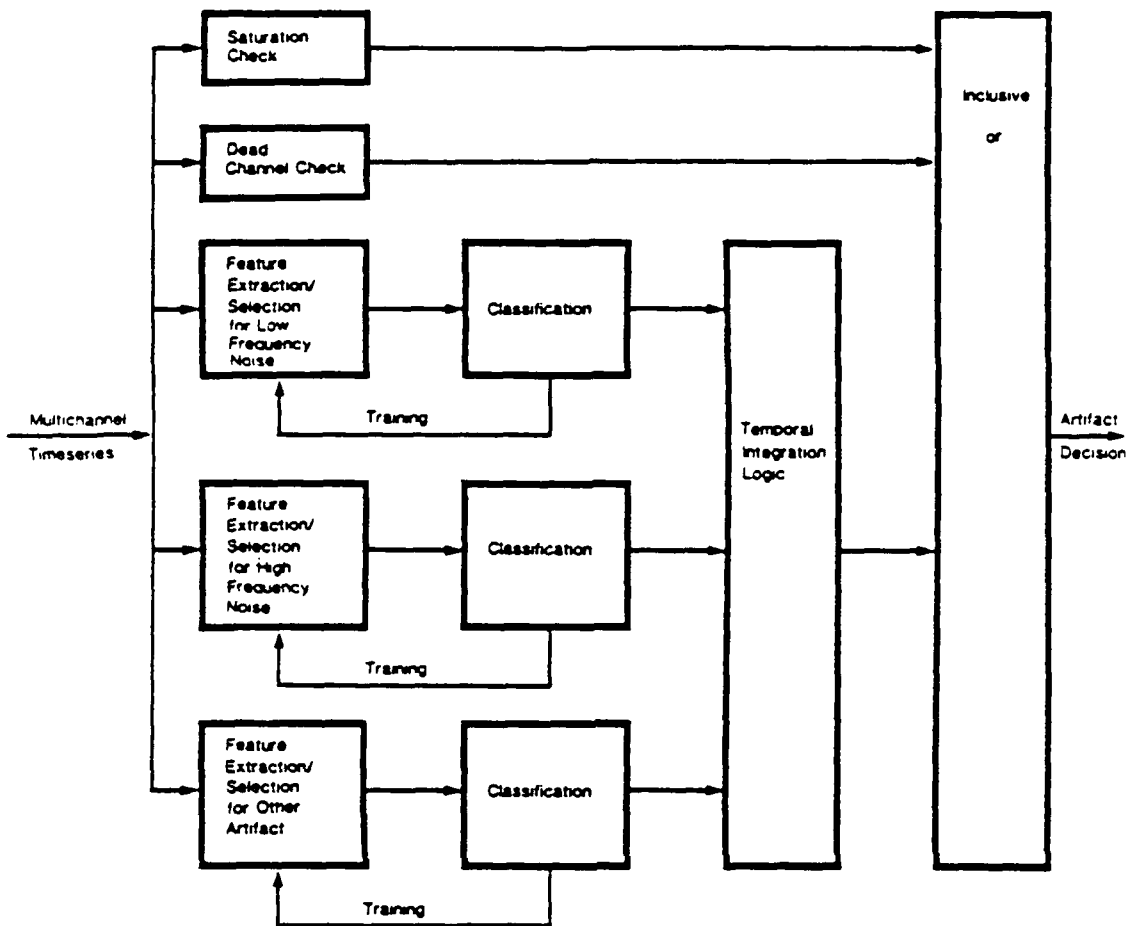 Saturation
Check
Inclusive
or
Dead
Channel Check
Feature
Extraction/
Selection
for Low
Frequency
Noise
Classification
Training
Multichannel
Timeseries
Temporal
Integration
Logic
Artifact
Decision
Feature
Extraction/
Selection
for High
Frequency
Noise
Classification
Training
Feature
Extraction/
Selection
for Other
Artifact
Classification
Training